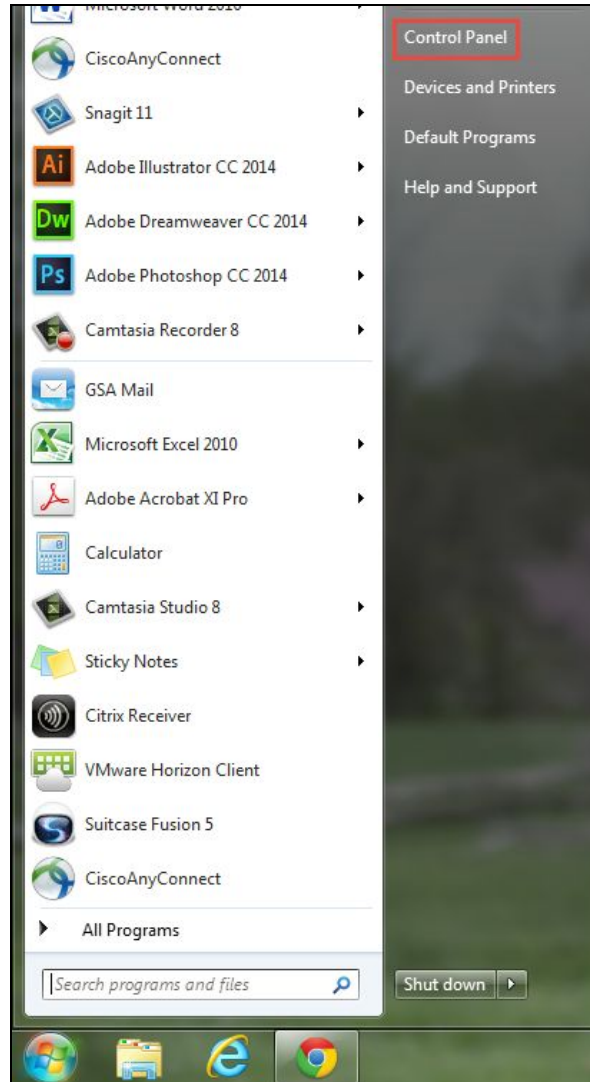 Microsoft Word 2010
CiscoAnyConnect
Snagit 11
Adobe Illustrator CC 2014
Adobe Dreamweaver CC 2014
Adobe Photoshop CC 2014
Camtasia Recorder 8
GSA Mail
Microsoft Excel 2010
Adobe Acrobat XI Pro
Calculator
Camtasia Studio 8
Sticky Notes
Citrix Receiver
VMware Horizon Client
Suitcase Fusion 5
CiscoAnyConnect
All Programs
Search programs and files
Control Panel
Devices and Printers
Default Programs
Help and Support
Shut down